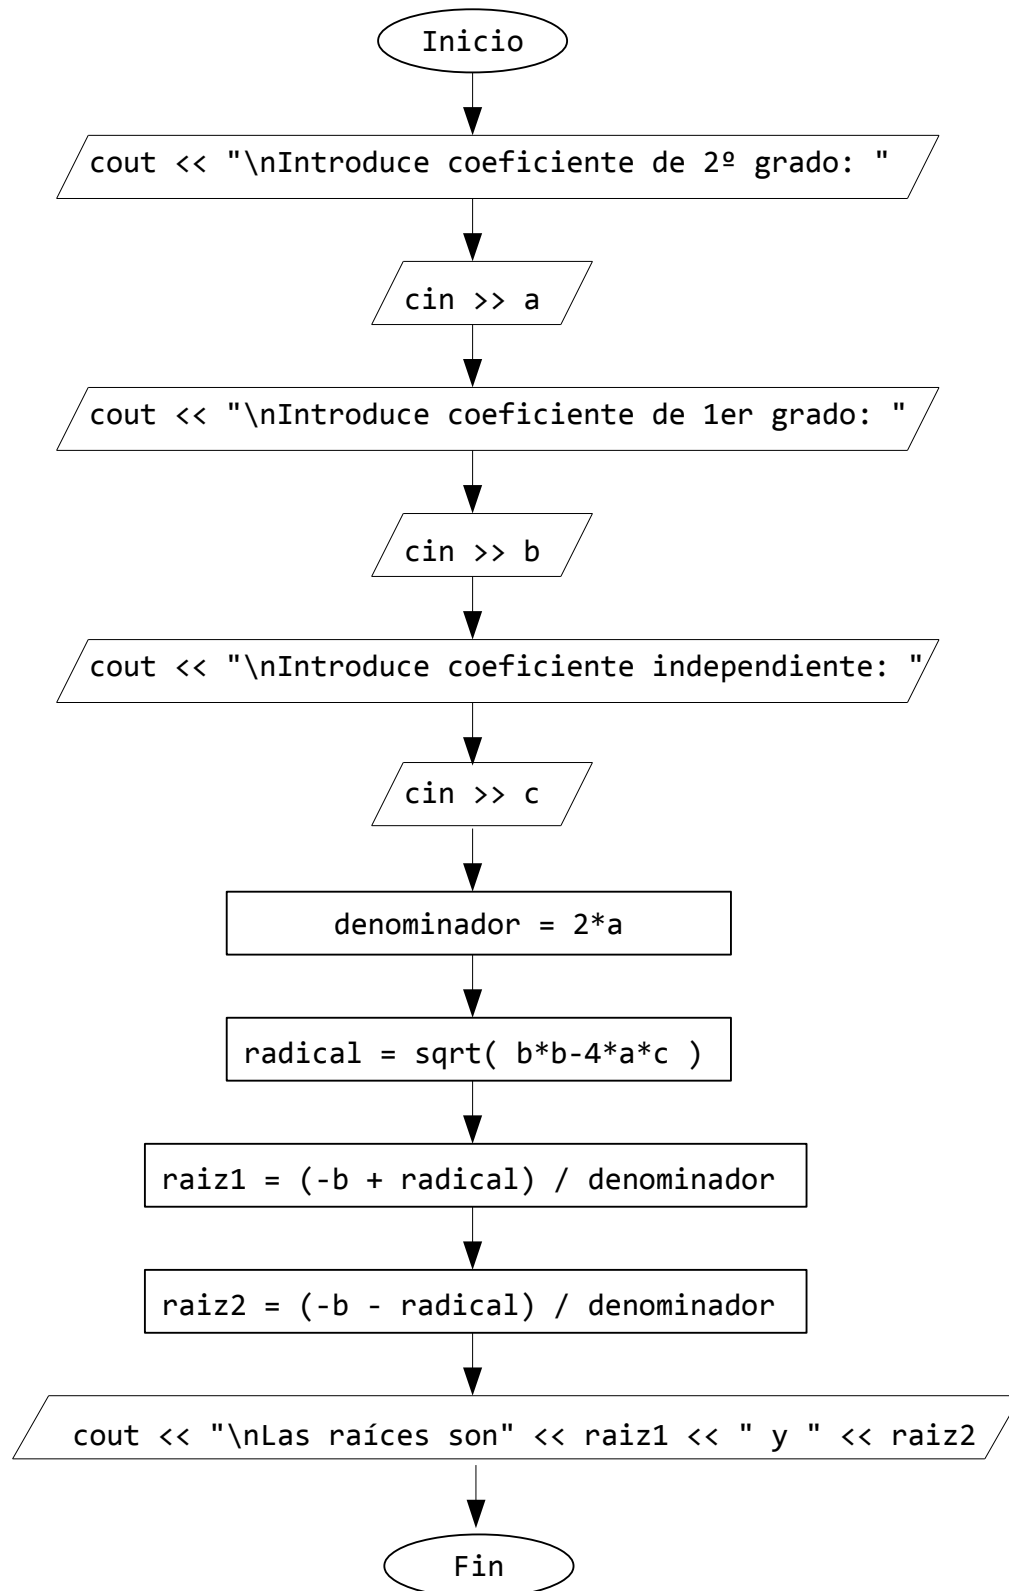 Inicio
cout << "\nIntroduce coeficiente de 2º grado: "
cin >> a
cout << "\nIntroduce coeficiente de 1er grado: "
cin >> b
cout << "\nIntroduce coeficiente independiente: "
cin >> c
denominador = 2*a
radical = sqrt( b*b-4*a*c )
raiz1 = (-b + radical) / denominador
raiz2 = (-b - radical) / denominador
cout << "\nLas raíces son" << raiz1 << " y " << raiz2
Fin